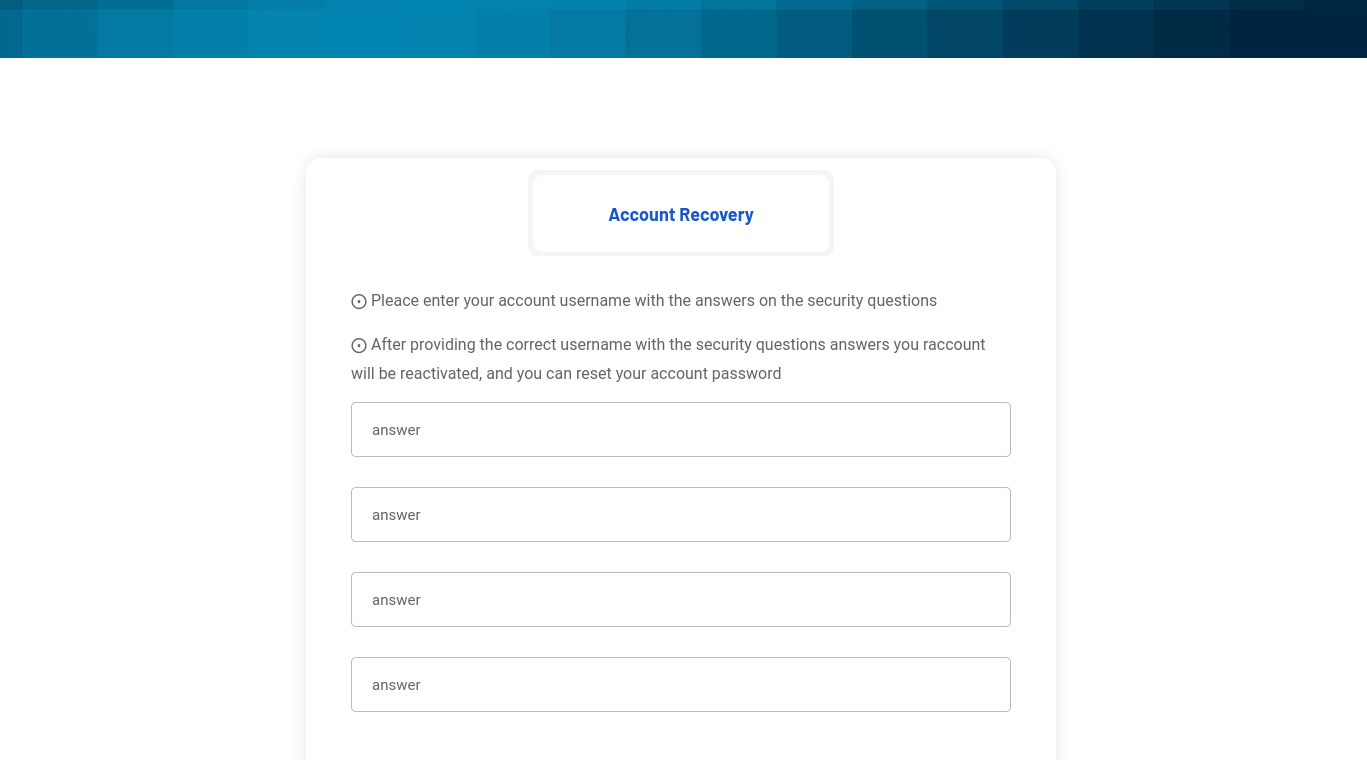 Account Recovery
Pleace enter your account username with the answers on the security questions
After providing the correct username with the security questions answers you raccount
will be reactivated, and you can reset your account password
answer
answer
answer
answer